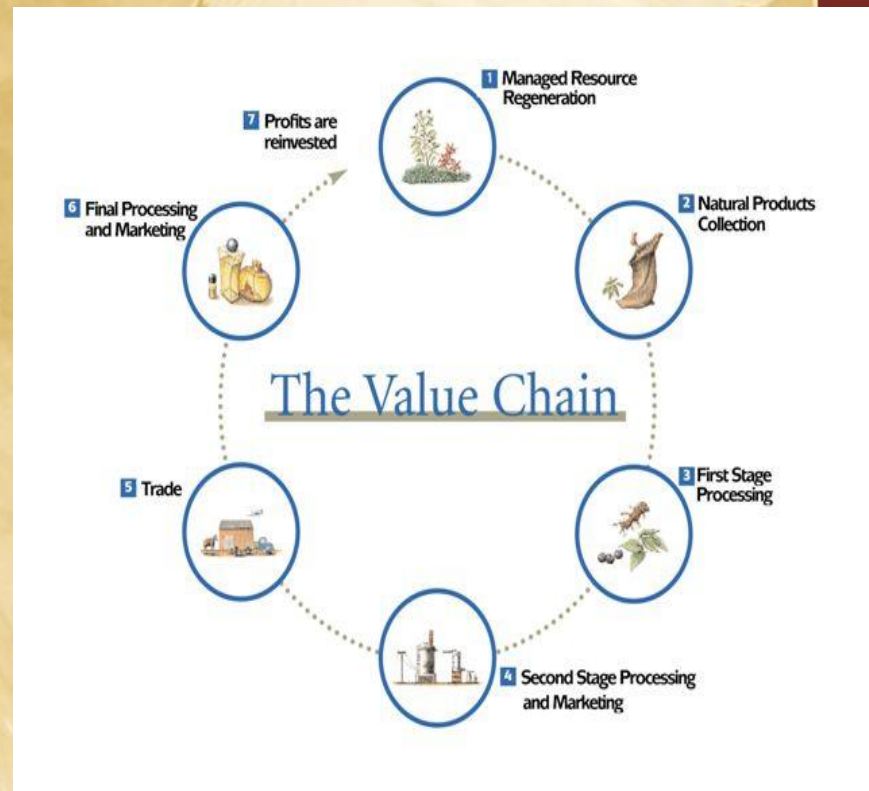 1 Managed Resource
Regeneration
2 Natural Products
Collection
3 First Stage
Processing
4 Second Stage Processing
and Marketing
5 Trade
6 Final Processing
and Marketing
7 Profits are
reinvested
The Value Chain